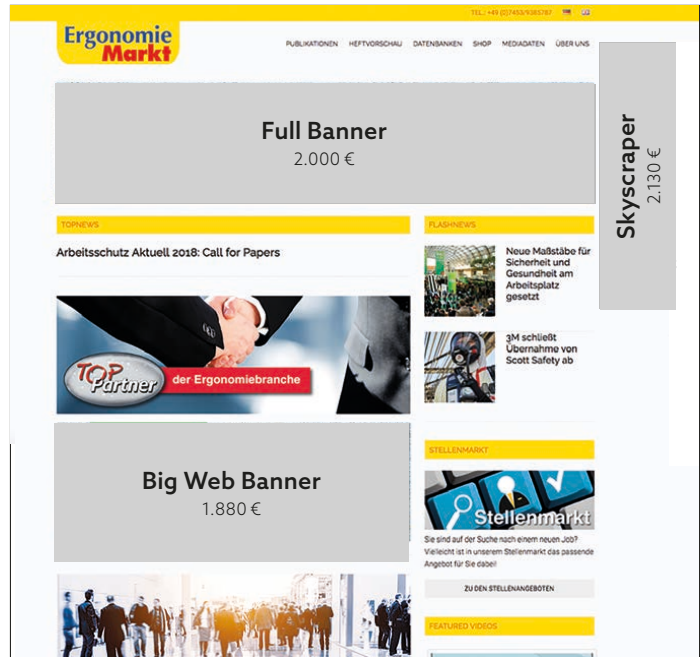 TEL.: +49 (0)7453/9385787
Ergonomie
Markt
PUBLIKATIONEN HEFTVORSCHAU DATENBANKEN SHOP MEDIADATEN ÜBER UNS
Full Banner
2.000 €
Skyscraper
2.130 €
TOPNEWS
Arbeitsschutz Aktuell 2018: Call for Papers
TOP
Partner
der Ergonomiebranche
Big Web Banner
1.880 €
FLASHNEWS
Neue Maßstäbe für
Sicherheit und
Gesundheit am
Arbeitsplatz
gesetzt
3M schließt
Übernahme von
Scott Safety ab
STELLENMARKT
Stellenmarkt
Sie sind auf der Suche nach einem neuen Job?
Vielleicht ist in unserem Stellenmarkt das passende
Angebot für Sie dabei!
ZU DEN STELLENANGEBOTEN
FEATURED VIDEOS